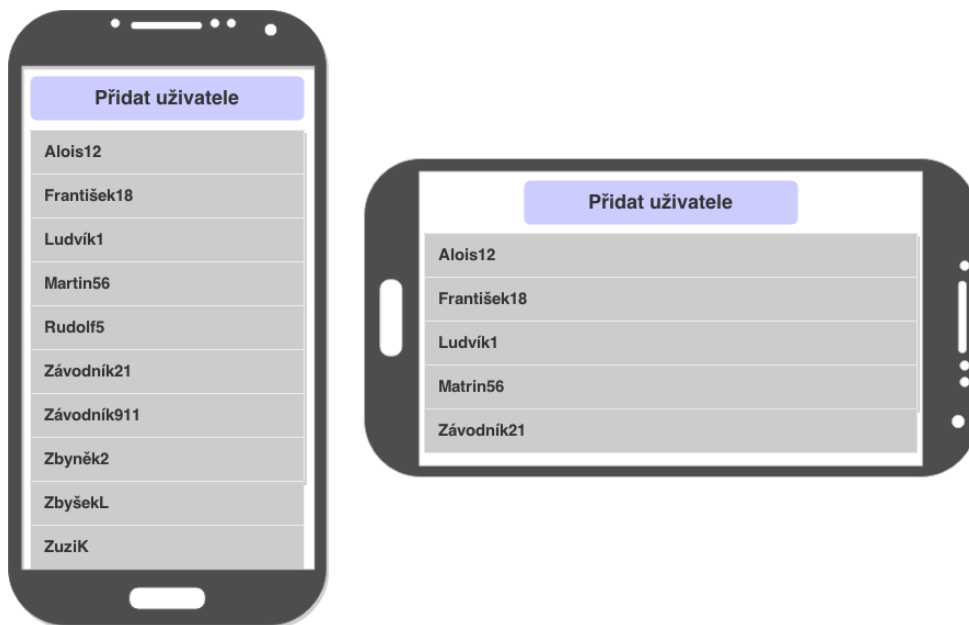 Přidat uživatele
Alois12
František18
Ludvík1
Martin56
Rudolf5
Závodník21
Závodník911
Zbyněk2
ZbyšekL
ZuziK
Přidat uživatele
Alois12
František18
Ludvík1
Matrin56
Závodník21